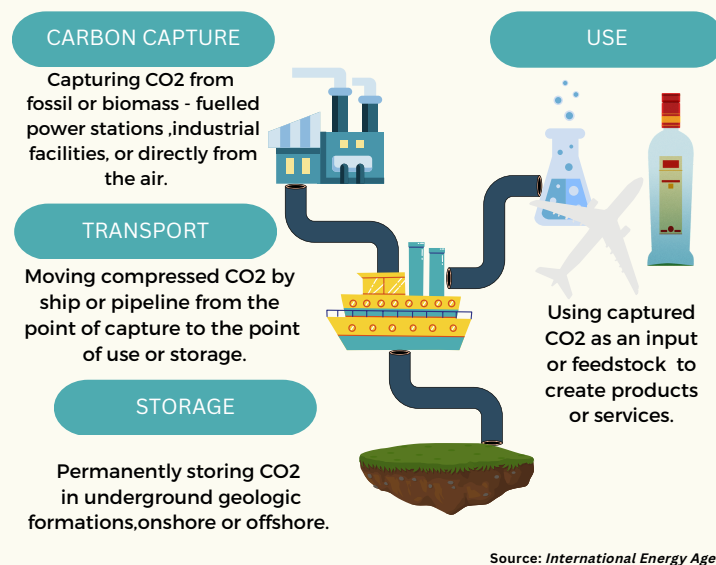 CARBON CAPTURE
Capturing CO2 from
fossil or biomass - fuelled
power stations ,industrial
facilities, or directly from
the air.
TRANSPORT
Moving compressed CO2 by
ship or pipeline from the
point of capture to the point
of use or storage.
STORAGE
Permanently storing CO2
in underground geologic
formations,onshore or offshore.
USE
Using captured
CO2 as an input
or feedstock to
create products
or services.
Source: International Energy Age